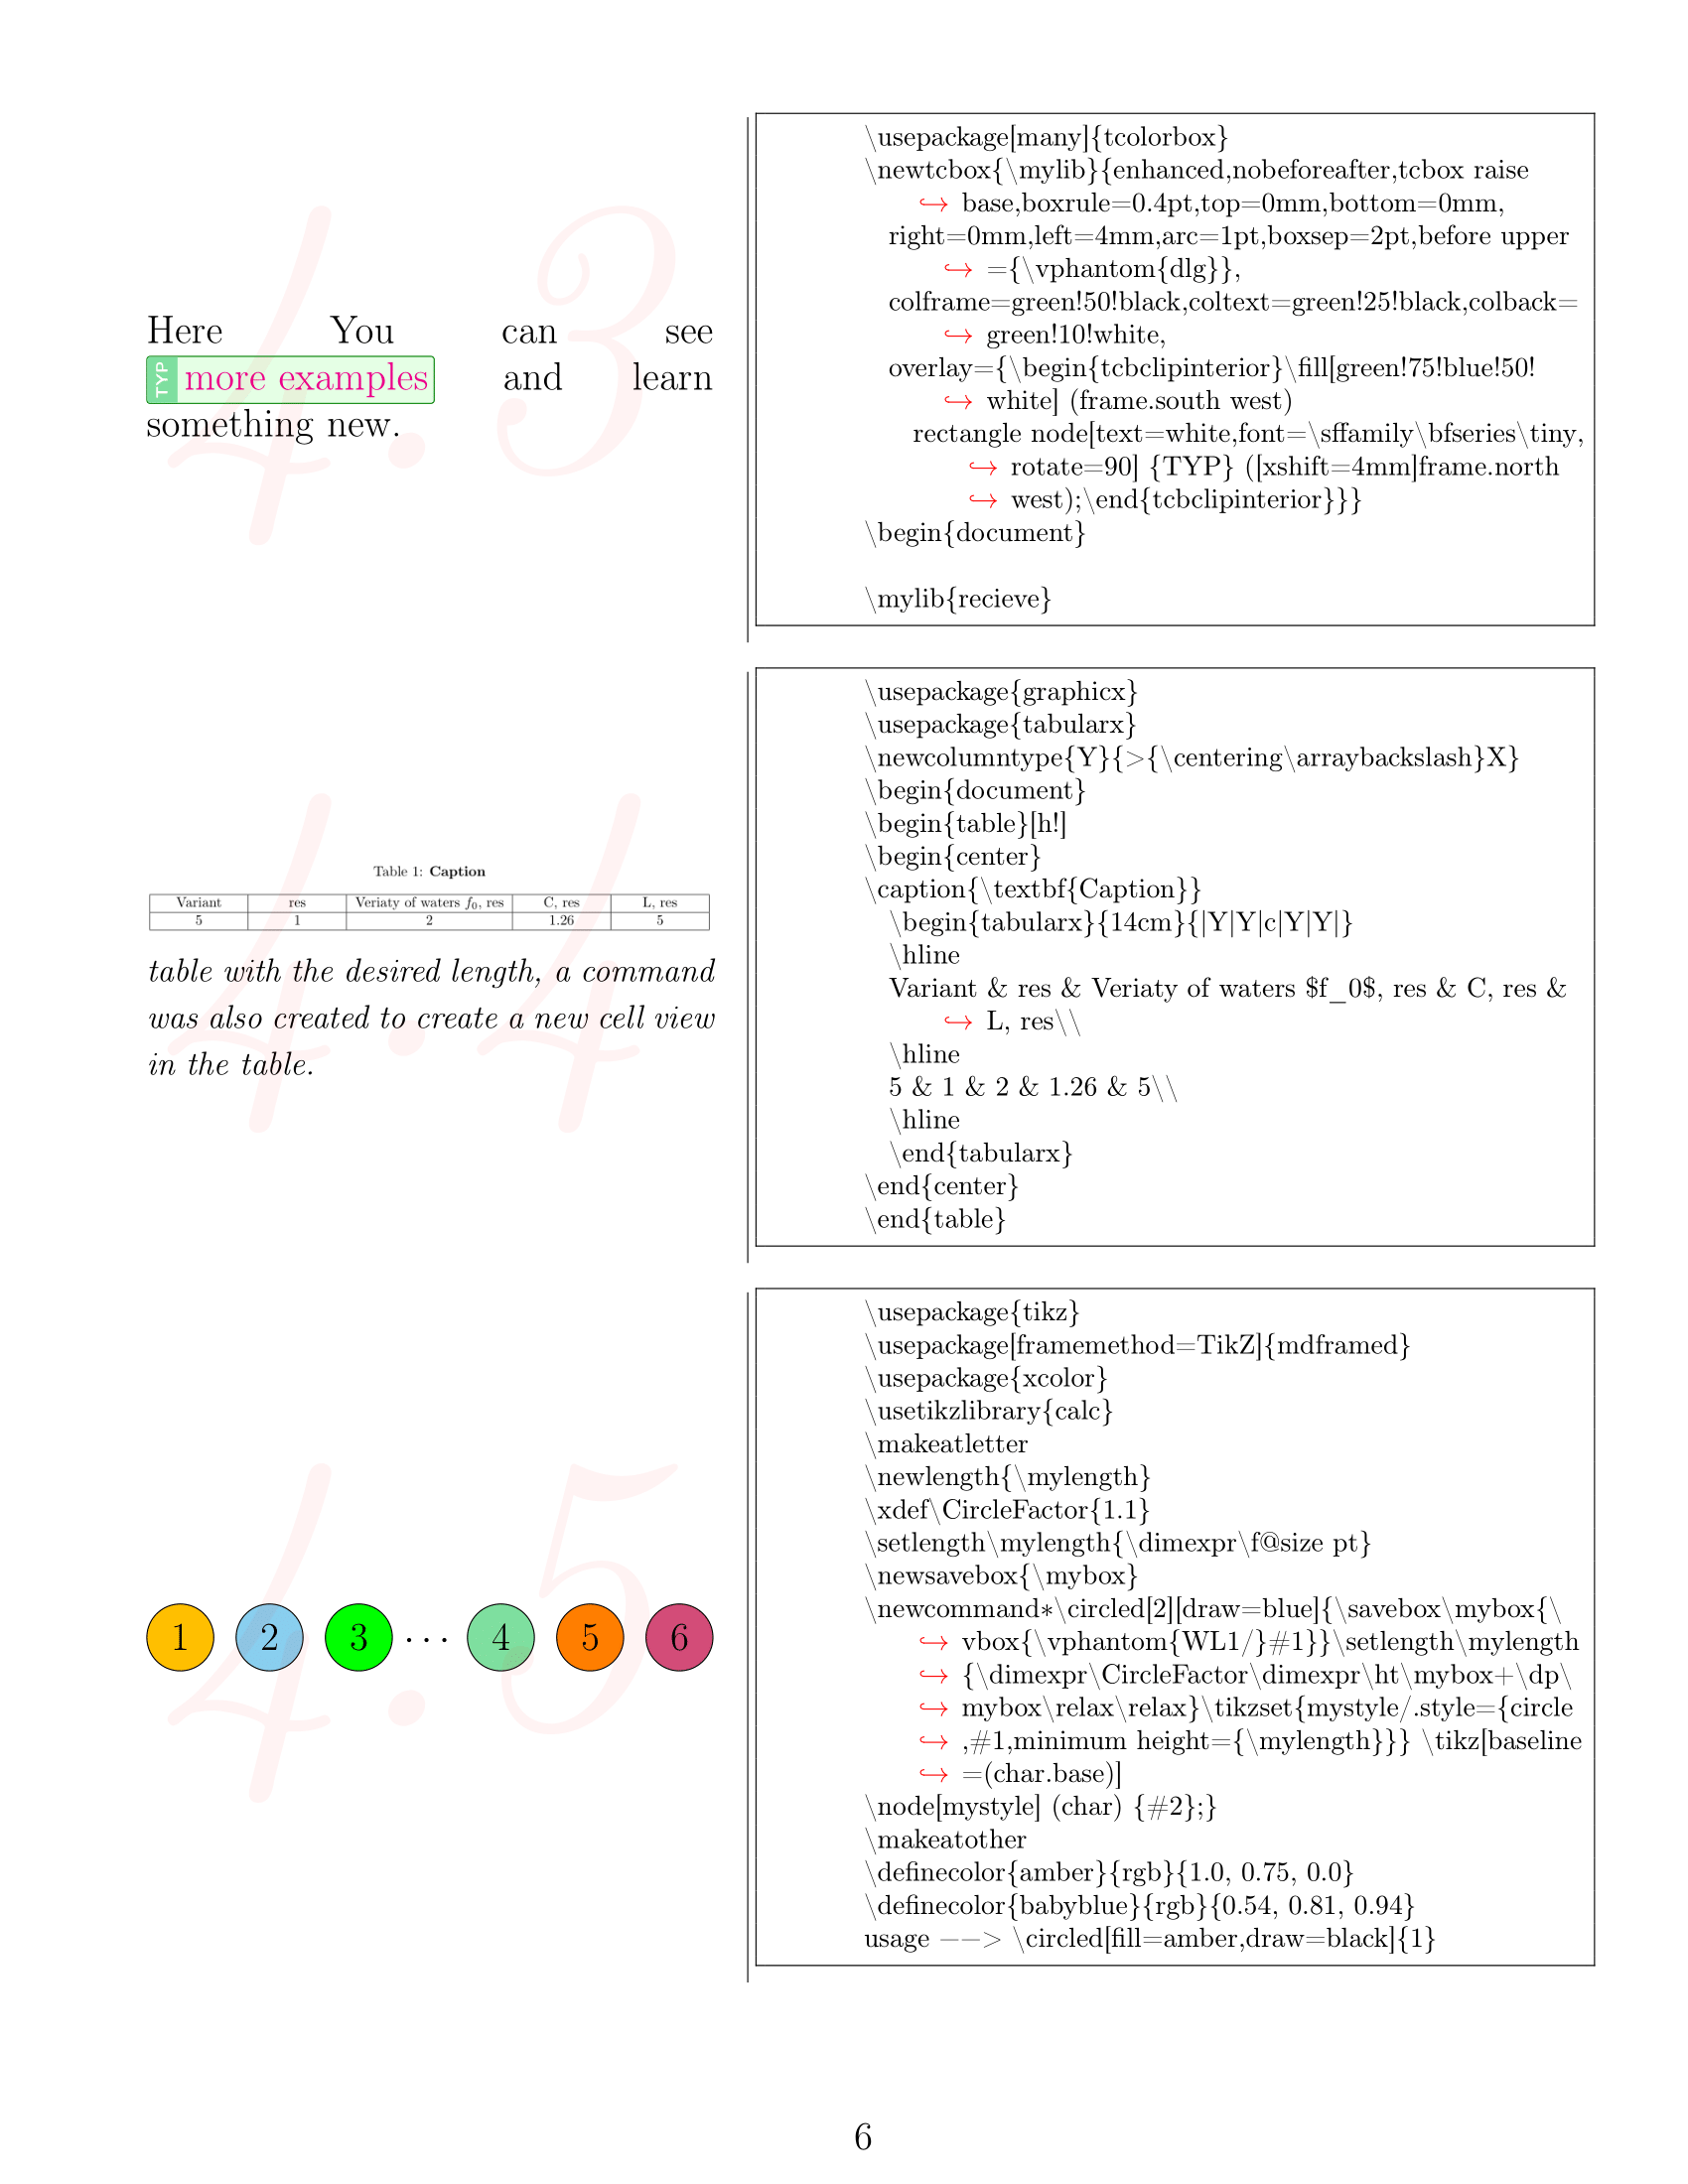 4.3
Here You can see
TYP more examples and learn
something new.
\usepackage[many]{tcolorbox}
\newtcbox{\mylib}{enhanced,nobeforeafter,tcbox raise
↪ base,boxrule=0.4pt,top=0mm,bottom=0mm,
right=0mm,left=4mm,arc=1pt,boxsep=2pt,before upper
↪ ={\vphantom{dlg}},
colframe=green!50!black,coltext=green!25!black,colback=
↪ green!10!white,
overlay={\begin{tcbclipinterior}\fill[green!75!blue!50!
↪ white] (frame.south west)
rectangle node[text=white,font=\sffamily\bfseries\tiny,
↪ rotate=90] {TYP} ([xshift=4mm]frame.north
↪ west);\end{tcbclipinterior}}}
\begin{document}
\mylib{recieve}
4.4
Table 1: Caption
Variant res Veriaty of waters f₀, res C, res L, res
5 1 2 1.26 5
table with the desired length, a command
was also created to create a new cell view
in the table.
\usepackage{graphicx}
\usepackage{tabularx}
\newcolumntype{Y}{>{\centering\arraybackslash}X}
\begin{document}
\begin{table}[h!]
\begin{center}
\caption{\textbf{Caption}}
\begin{tabularx}{14cm}{|Y|Y|c|Y|Y|}
\hline
Variant & res & Veriaty of waters $f_0$, res & C, res &
↪ L, res\\
\hline
5 & 1 & 2 & 1.26 & 5\\
\hline
\end{tabularx}
\end{center}
\end{table}
4.5
1 2 3 ··· 4 5 6
\usepackage{tikz}
\usepackage[framemethod=TikZ]{mdframed}
\usepackage{xcolor}
\usetikzlibrary{calc}
\makeatletter
\newlength{\mylength}
\xdef\CircleFactor{1.1}
\setlength\mylength{\dimexpr\f@size pt}
\newsavebox{\mybox}
\newcommand*\circled[2][draw=blue]{\savebox\mybox{\
↪ vbox{\vphantom{WL1/}#1}}\setlength\mylength
↪ {\dimexpr\CircleFactor\dimexpr\ht\mybox+\dp\
↪ mybox\relax\relax}\tikzset{mystyle/.style={circle
↪ ,#1,minimum height={\mylength}}} \tikz[baseline
↪ =(char.base)]
\node[mystyle] (char) {#2};}
\makeatother
\definecolor{amber}{rgb}{1.0, 0.75, 0.0}
\definecolor{babyblue}{rgb}{0.54, 0.81, 0.94}
usage −−> \circled[fill=amber,draw=black]{1}
6